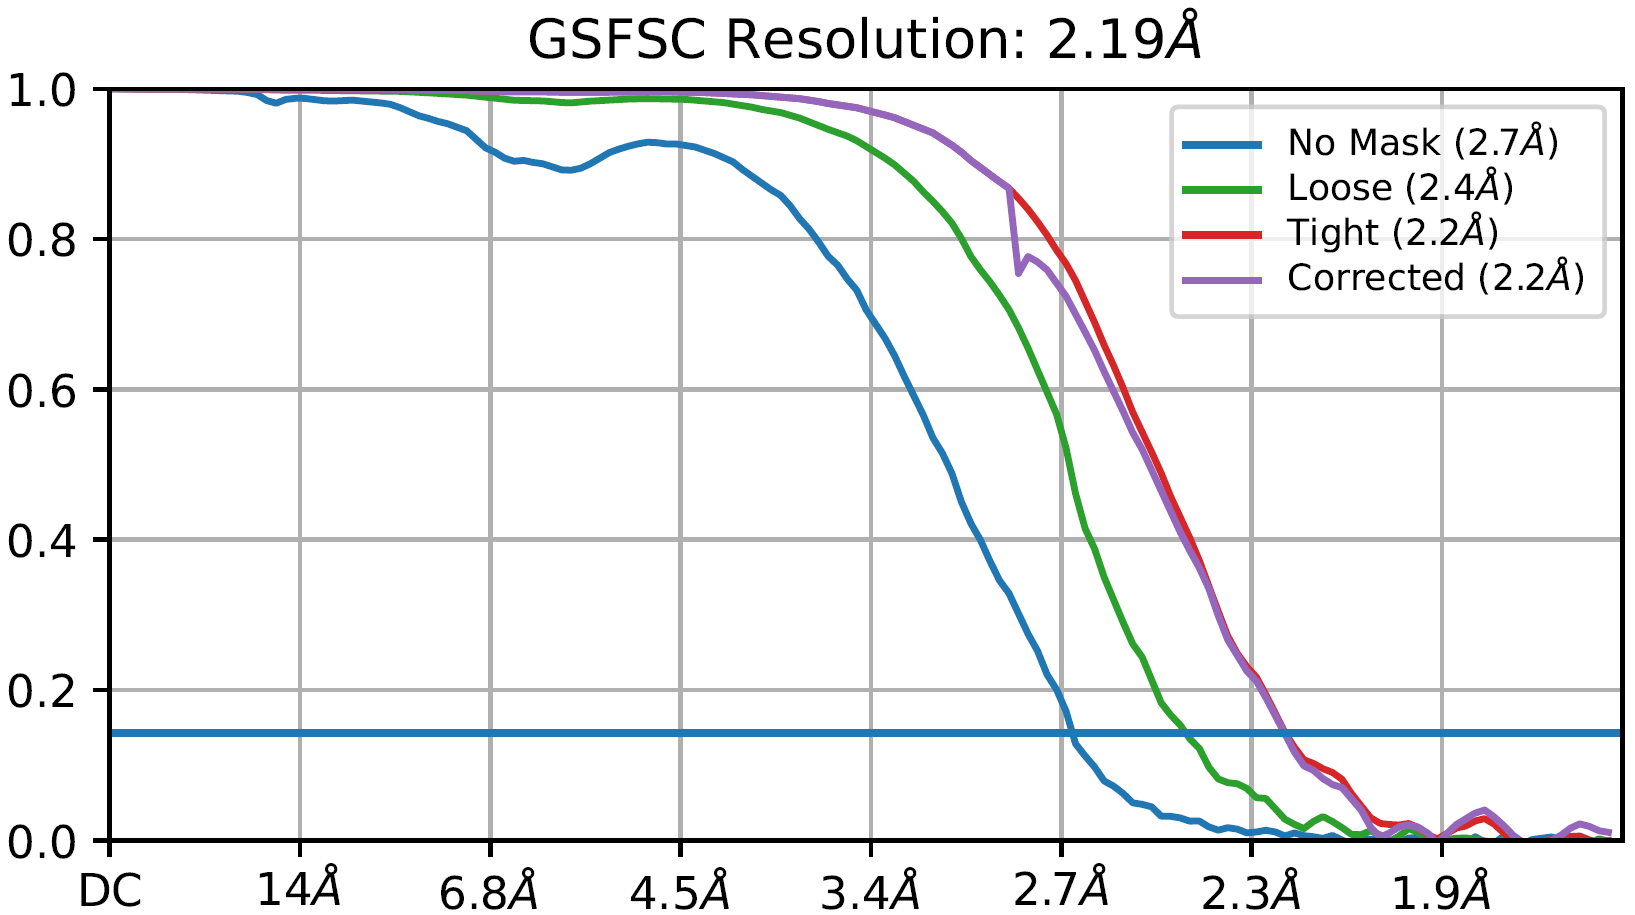 GSFSC Resolution: 2.19Å
1.0
0.8
0.6
0.4
0.2
0.0
No Mask (2.7Å)
Loose (2.4Å)
Tight (2.2Å)
Corrected (2.2Å)
DC 14Å 6.8Å 4.5Å 3.4Å 2.7Å 2.3Å 1.9Å